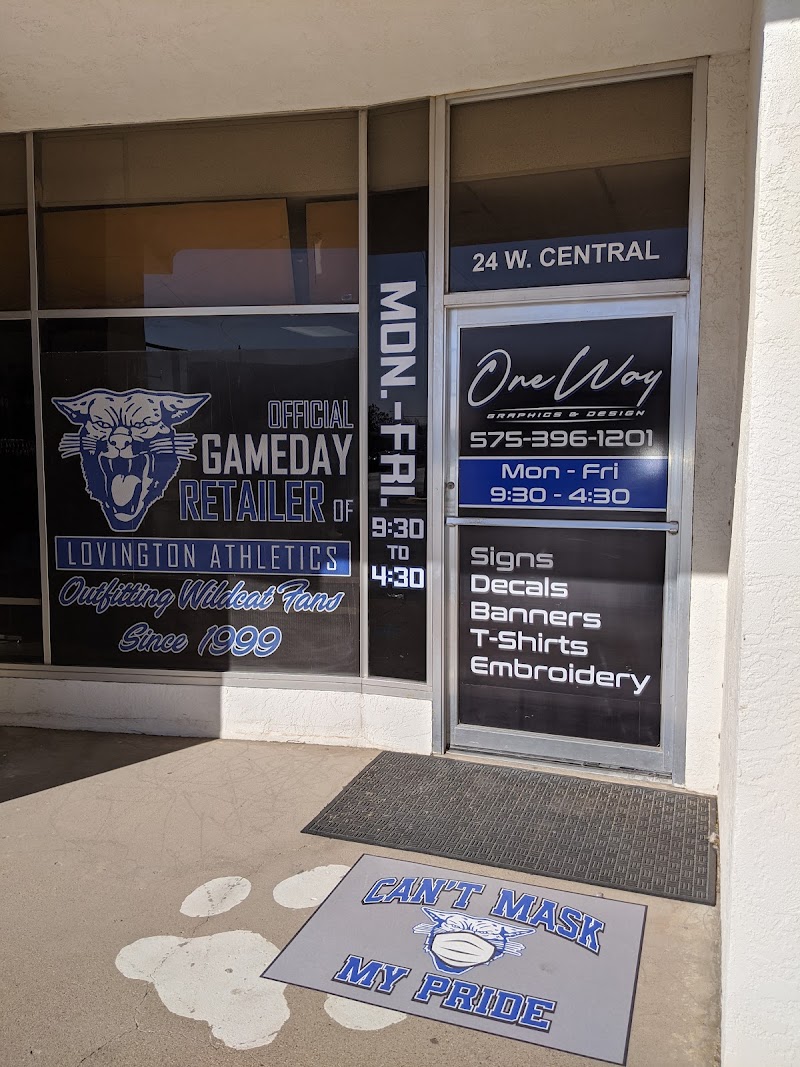 24 W. CENTRAL
One Way
GRAPHICS & DESIGN
575-396-1201
Mon - Fri
9:30 - 4:30
Signs
Decals
Banners
T-Shirts
Embroidery
MON.-FRI.
9:30
TO
4:30
OFFICIAL
GAMEDAY
RETAILER OF
LOVINGTON ATHLETICS
Outfitting Wildcat Fans
Since 1999
CAN'T MASK
MY PRIDE